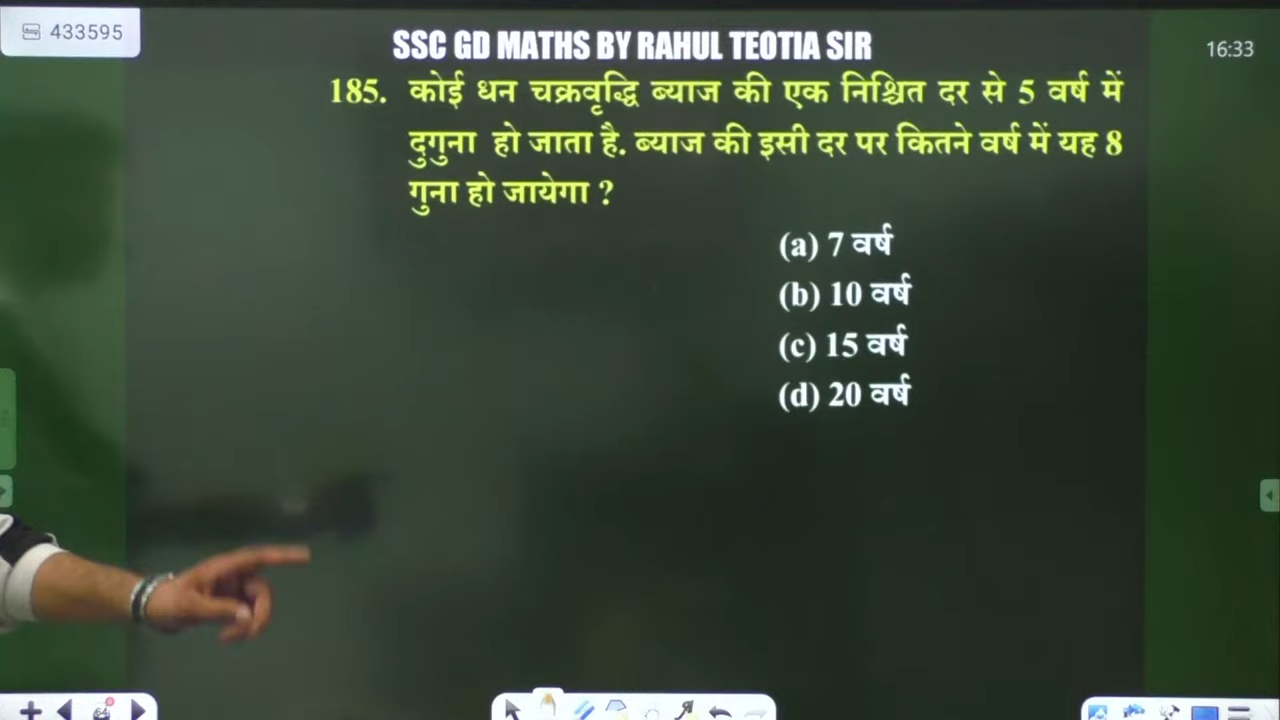 433595
SSC GD MATHS BY RAHUL TEOTIA SIR
16:33
185. कोई धन चक्रवृद्धि ब्याज की एक निश्चित दर से 5 वर्ष में
दुगुना हो जाता है. ब्याज की इसी दर पर कितने वर्ष में यह 8
गुना हो जायेगा ?
(a) 7 वर्ष
(b) 10 वर्ष
(c) 15 वर्ष
(d) 20 वर्ष
64